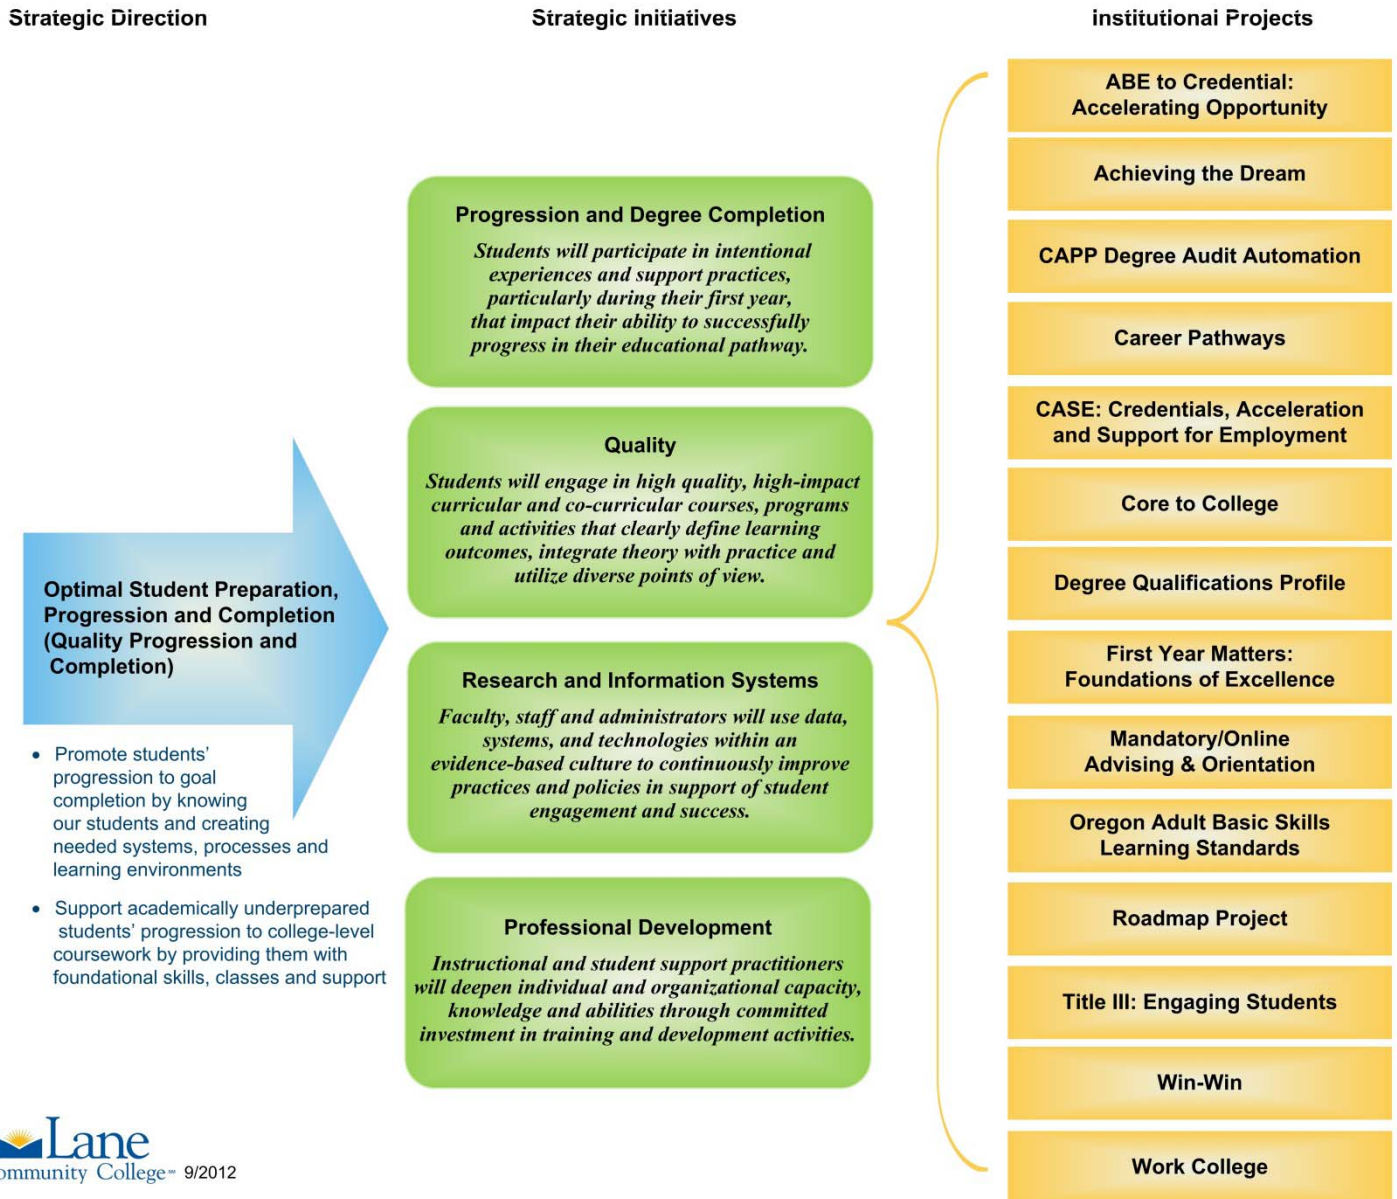 Strategic Direction
Strategic initiatives
institutional Projects
Optimal Student Preparation,
Progression and Completion
(Quality Progression and
Completion)
• Promote students’
progression to goal
completion by knowing
our students and creating
needed systems, processes and
learning environments
• Support academically underprepared
students’ progression to college-level
coursework by providing them with
foundational skills, classes and support
Progression and Degree Completion
Students will participate in intentional
experiences and support practices,
particularly during their first year,
that impact their ability to successfully
progress in their educational pathway.
Quality
Students will engage in high quality, high-impact
curricular and co-curricular courses, programs
and activities that clearly define learning
outcomes, integrate theory with practice and
utilize diverse points of view.
Research and Information Systems
Faculty, staff and administrators will use data,
systems, and technologies within an
evidence-based culture to continuously improve
practices and policies in support of student
engagement and success.
Professional Development
Instructional and student support practitioners
will deepen individual and organizational capacity,
knowledge and abilities through committed
investment in training and development activities.
ABE to Credential:
Accelerating Opportunity
Achieving the Dream
CAPP Degree Audit Automation
Career Pathways
CASE: Credentials, Acceleration
and Support for Employment
Core to College
Degree Qualifications Profile
First Year Matters:
Foundations of Excellence
Mandatory/Online
Advising & Orientation
Oregon Adult Basic Skills
Learning Standards
Roadmap Project
Title III: Engaging Students
Win-Win
Work College
Lane
ommunity College 9/2012